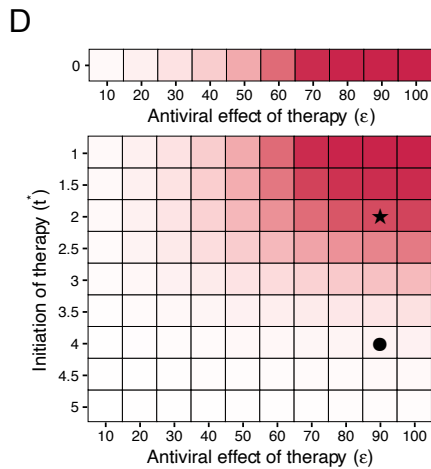 D
0
10 20 30 40 50 60 70 80 90 100
Antiviral effect of therapy (ε)
Initiation of therapy (t*)
1
1.5
2
2.5
3
3.5
4
4.5
5
10 20 30 40 50 60 70 80 90 100
Antiviral effect of therapy (ε)